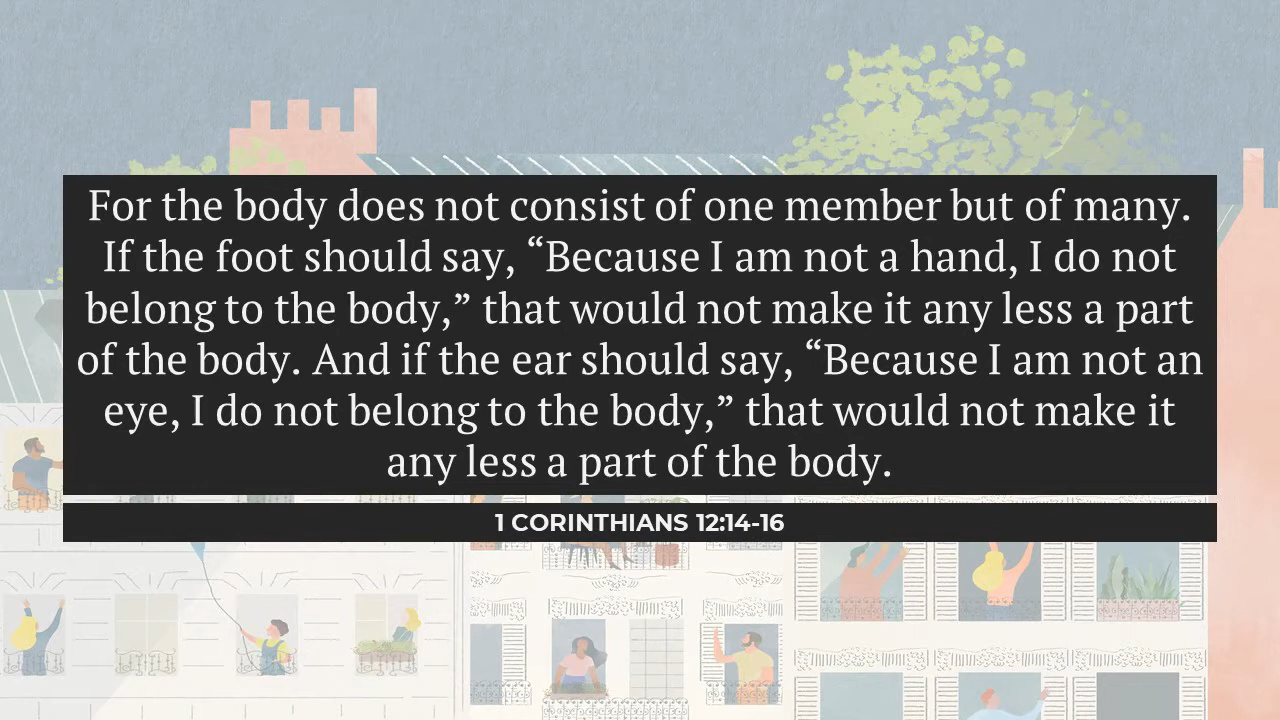 For the body does not consist of one member but of many.
If the foot should say, “Because I am not a hand, I do not
belong to the body,” that would not make it any less a part
of the body. And if the ear should say, “Because I am not an
eye, I do not belong to the body,” that would not make it
any less a part of the body.
1 CORINTHIANS 12:14-16